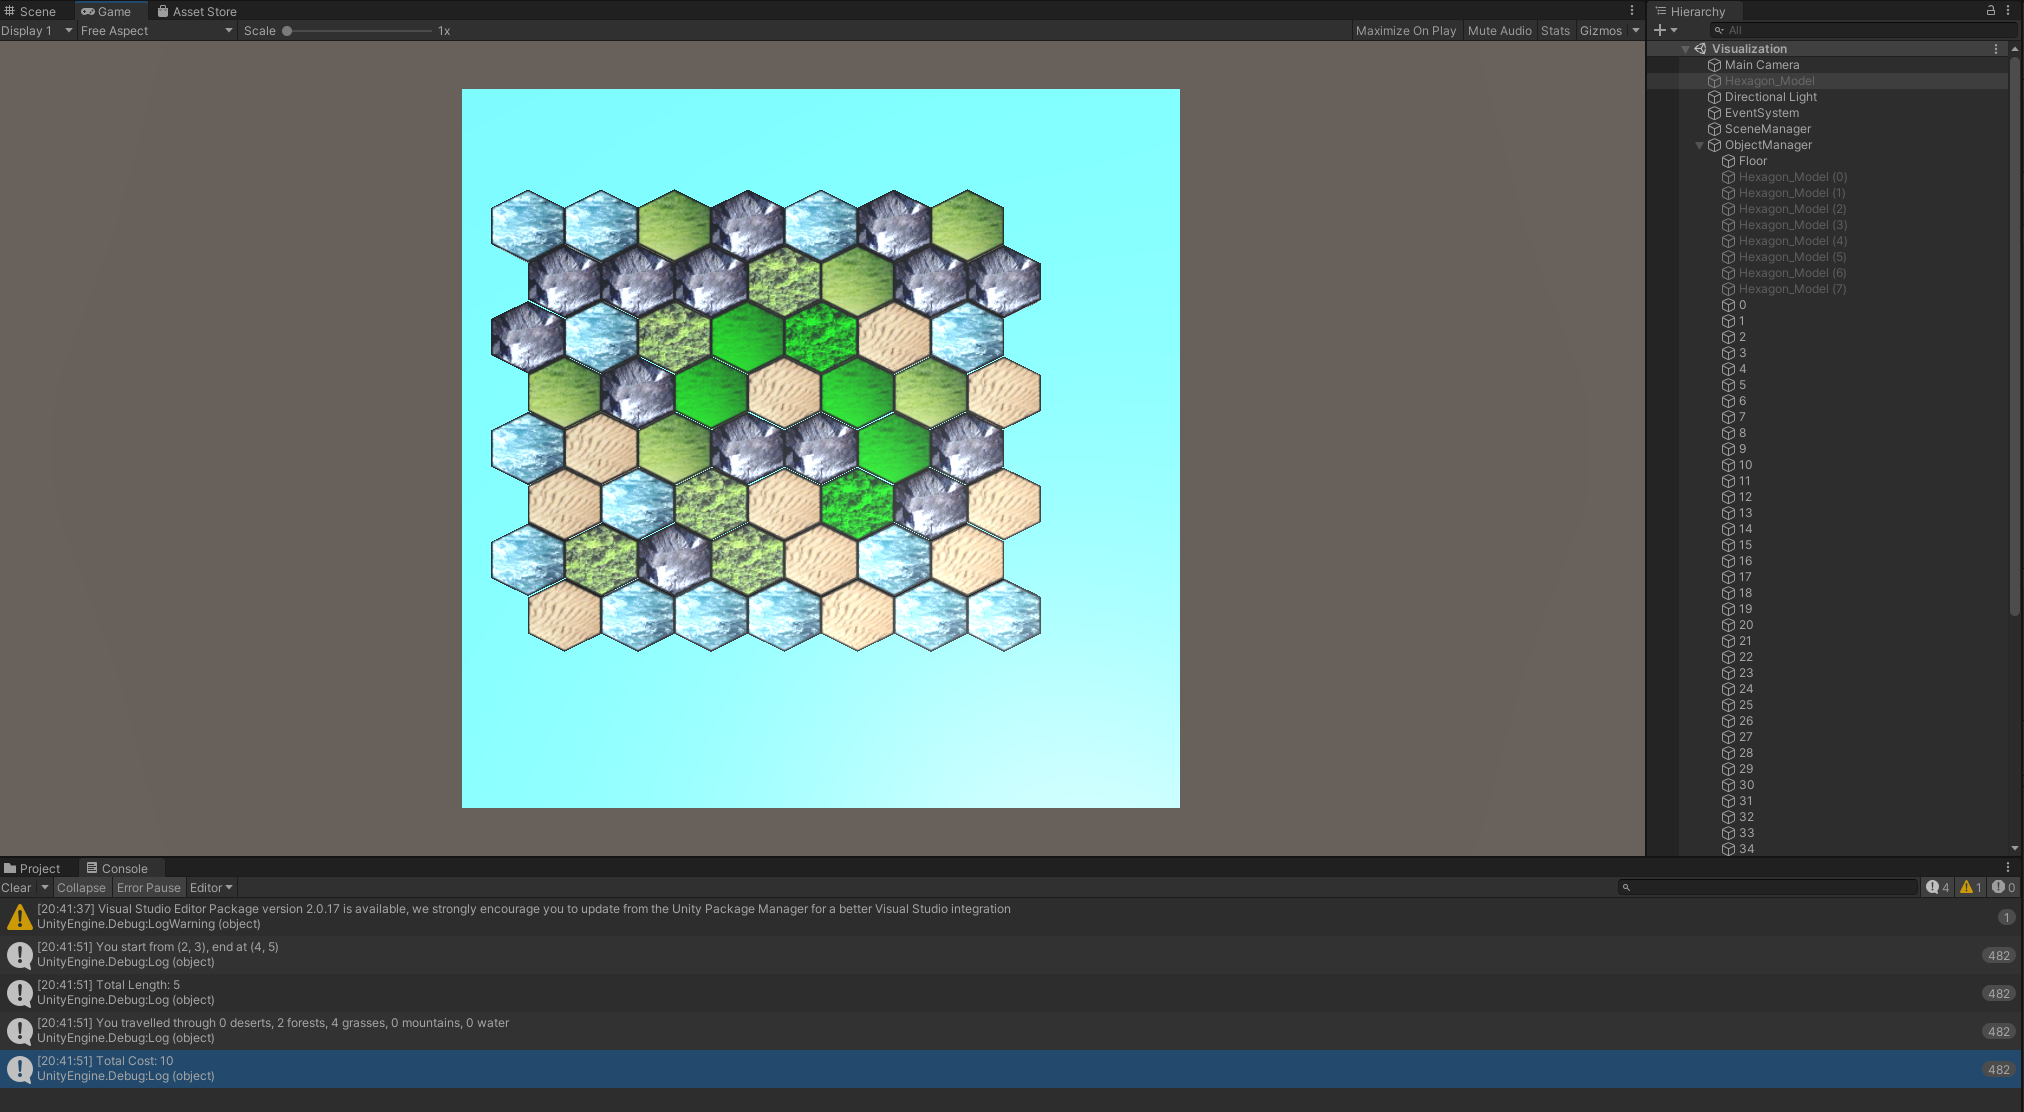 Scene Game Asset Store
Display 1 Free Aspect Scale 1x Maximize On Play Mute Audio Stats Gizmos
Hierarchy
All
Visualization
Main Camera
Hexagon_Model
Directional Light
EventSystem
SceneManager
ObjectManager
Floor
Hexagon_Model (0)
Hexagon_Model (1)
Hexagon_Model (2)
Hexagon_Model (3)
Hexagon_Model (4)
Hexagon_Model (5)
Hexagon_Model (6)
Hexagon_Model (7)
0
1
2
3
4
5
6
7
8
9
10
11
12
13
14
15
16
17
18
19
20
21
22
23
24
25
26
27
28
29
30
31
32
33
34
Project Console
Clear Collapse Error Pause Editor 4 1 0
[20:41:37] Visual Studio Editor Package version 2.0.17 is available, we strongly encourage you to update from the Unity Package Manager for a better Visual Studio integration
UnityEngine.Debug:LogWarning (object)
1
[20:41:51] You start from (2, 3), end at (4, 5)
UnityEngine.Debug:Log (object)
482
[20:41:51] Total Length: 5
UnityEngine.Debug:Log (object)
482
[20:41:51] You travelled through 0 deserts, 2 forests, 4 grasses, 0 mountains, 0 water
UnityEngine.Debug:Log (object)
482
[20:41:51] Total Cost: 10
UnityEngine.Debug:Log (object)
482